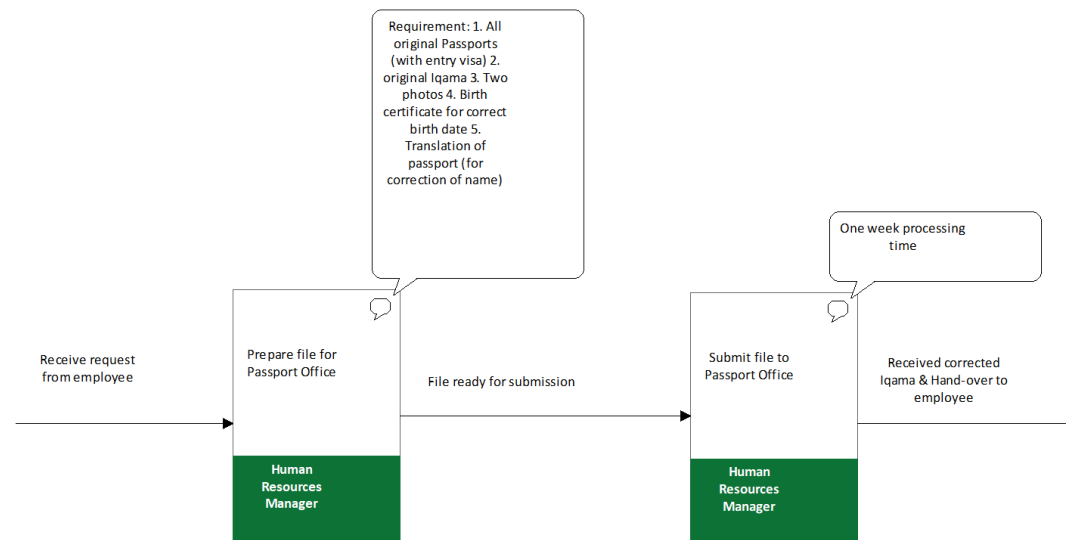 Requirement: 1. All
original Passports
(with entry visa) 2.
original Iqama 3. Two
photos 4. Birth
certificate for correct
birth date 5.
Translation of
passport (for
correction of name)
One week processing
time
Receive request
from employee
Prepare file for
Passport Office
Human
Resources
Manager
File ready for submission
Submit file to
Passport Office
Human
Resources
Manager
Received corrected
Iqama & Hand-over to
employee